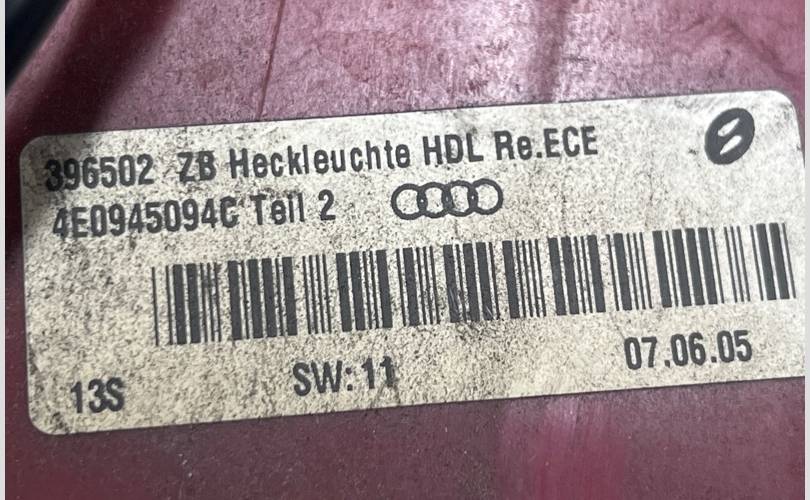 396502 ZB Heckleuchte HDL Re.ECE
4E0945094C Teil 2
13S
SW: 11
07.06.05